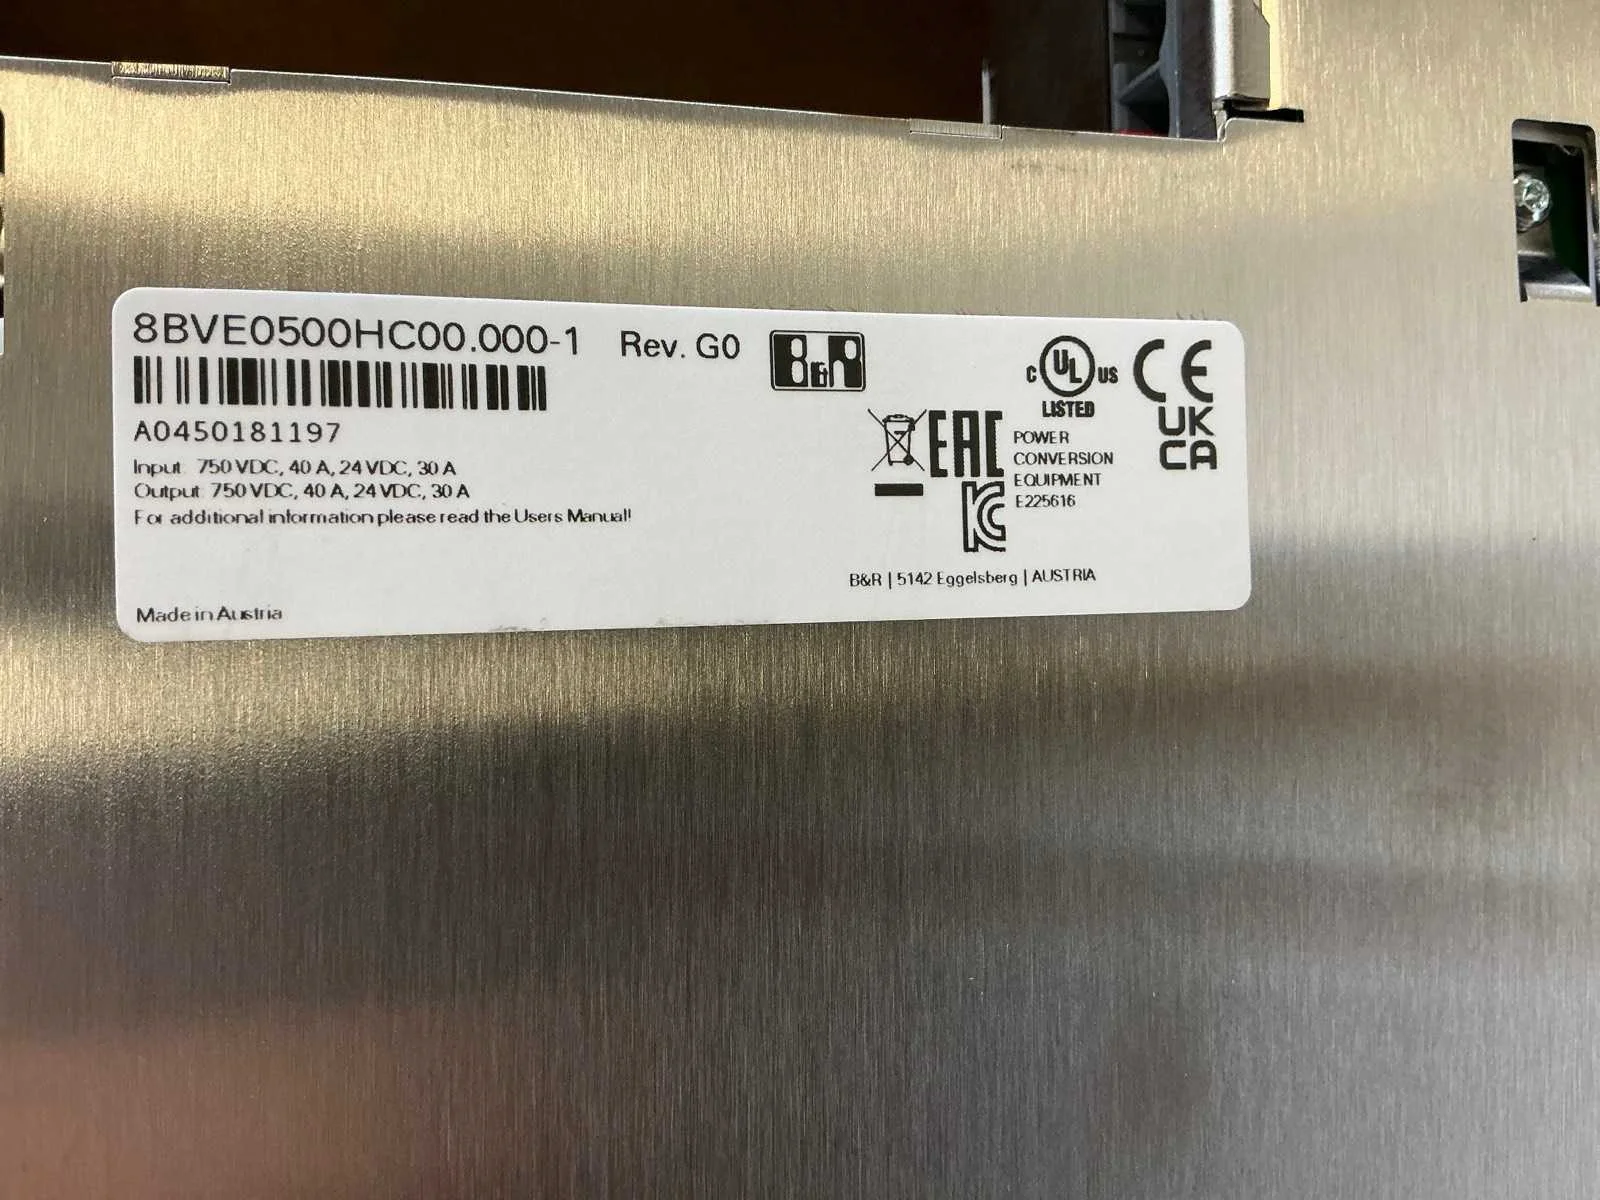 8BVE0500HC00.000-1 Rev. G0 B&R
A0450181197
Input: 750 VDC, 40 A, 24 VDC, 30 A
Output: 750 VDC, 40 A, 24 VDC, 30 A
For additional information please read the Users Manual!
Made in Austria
C UL US
LISTED
CE
UK
CA
EAC
POWER
CONVERSION
EQUIPMENT
E225616
KC
B&R | 5142 Eggelsberg | AUSTRIA